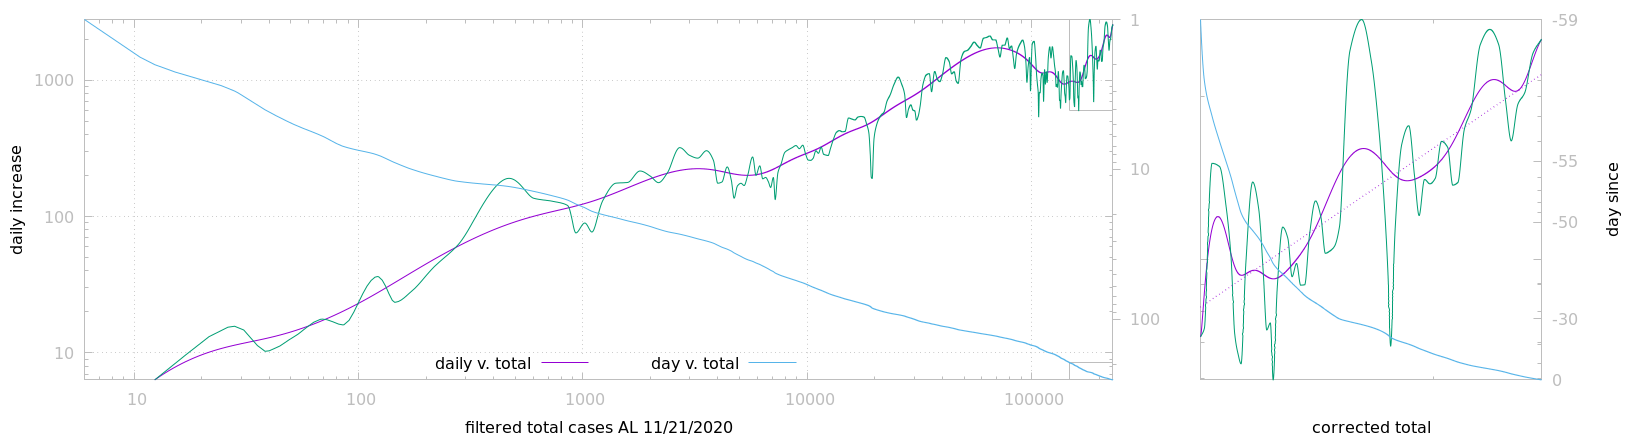 1000
100
10
daily increase
10
100
1000
10000
100000
filtered total cases AL 11/21/2020
daily v. total
day v. total
1
10
100
-59
-55
-50
-30
0
day since
corrected total